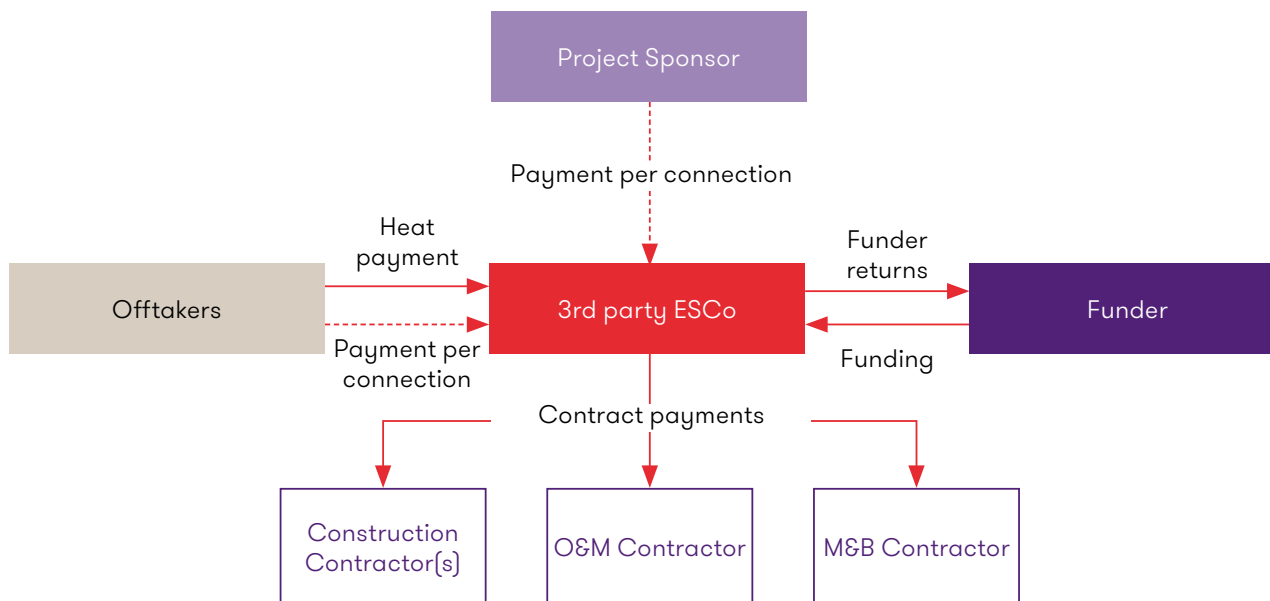 Project Sponsor
Payment per connection
Heat
payment
Funder
returns
Offtakers
3rd party ESCo
Funder
Payment per
connection
Funding
Contract payments
Construction
Contractor(s)
O&M Contractor
M&B Contractor